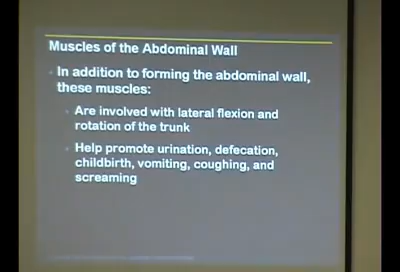 Muscles of the Abdominal Wall
In addition to forming the abdominal wall,
these muscles:
Are involved with lateral flexion and
rotation of the trunk
Help promote urination, defecation,
childbirth, vomiting, coughing, and
screaming